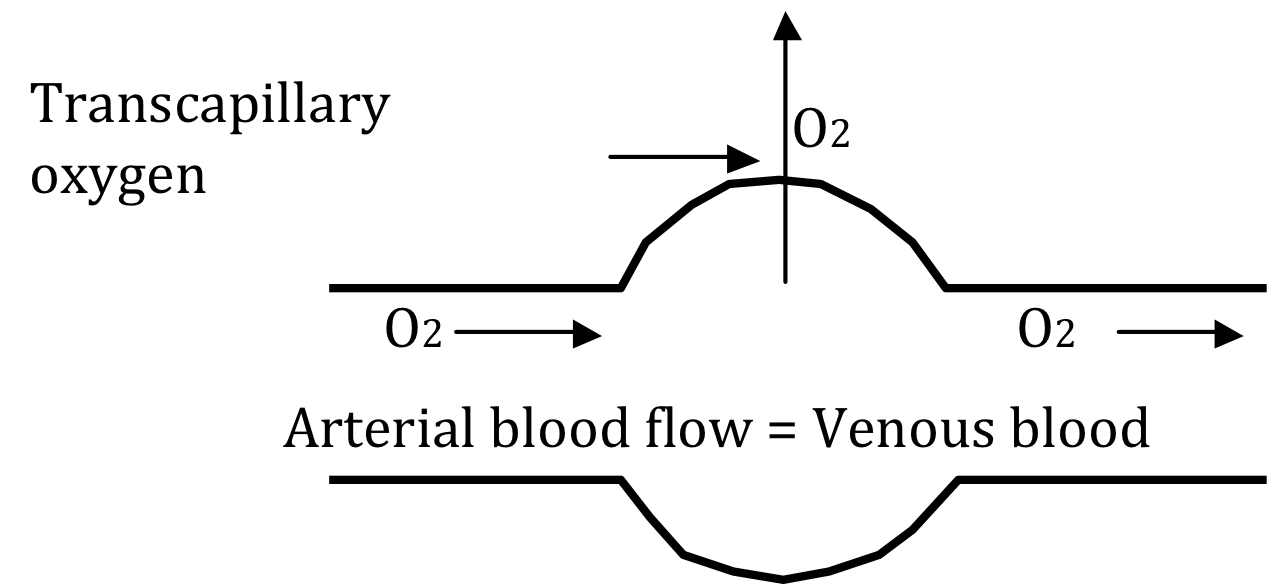 Transcapillary
oxygen
O2
O2
O2
Arterial blood flow = Venous blood